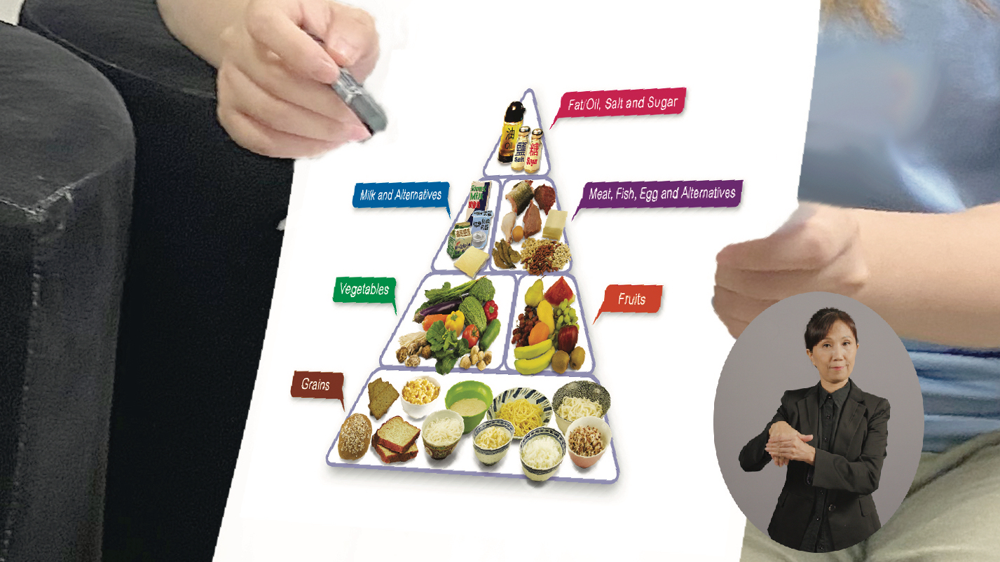 Fat/Oil, Salt and Sugar
油
Oil
鹽
Salt
糖
Sugar
Milk and Alternatives
Meat, Fish, Egg and Alternatives
Vegetables
Fruits
Grains